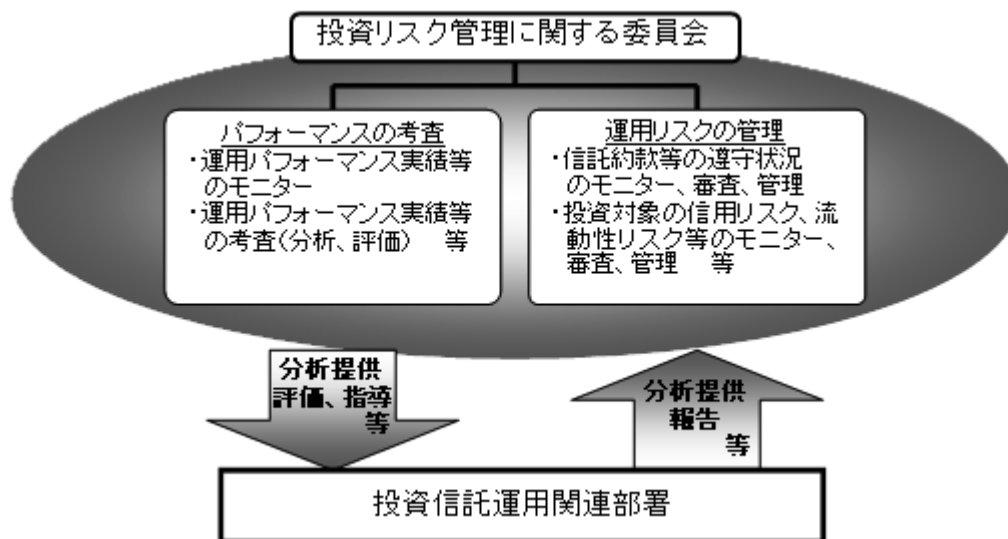 投資リスク管理に関する委員会
パフォーマンスの考査
・運用パフォーマンス実績等
のモニター
・運用パフォーマンス実績等
の考査(分析、評価) 等
運用リスクの管理
・信託約款等の遵守状況
のモニター、審査、管理
・投資対象の信用リスク、流
動性リスク等のモニター、
審査、管理 等
分析提供
評価、指導
等
分析提供
報告
等
投資信託運用関連部署